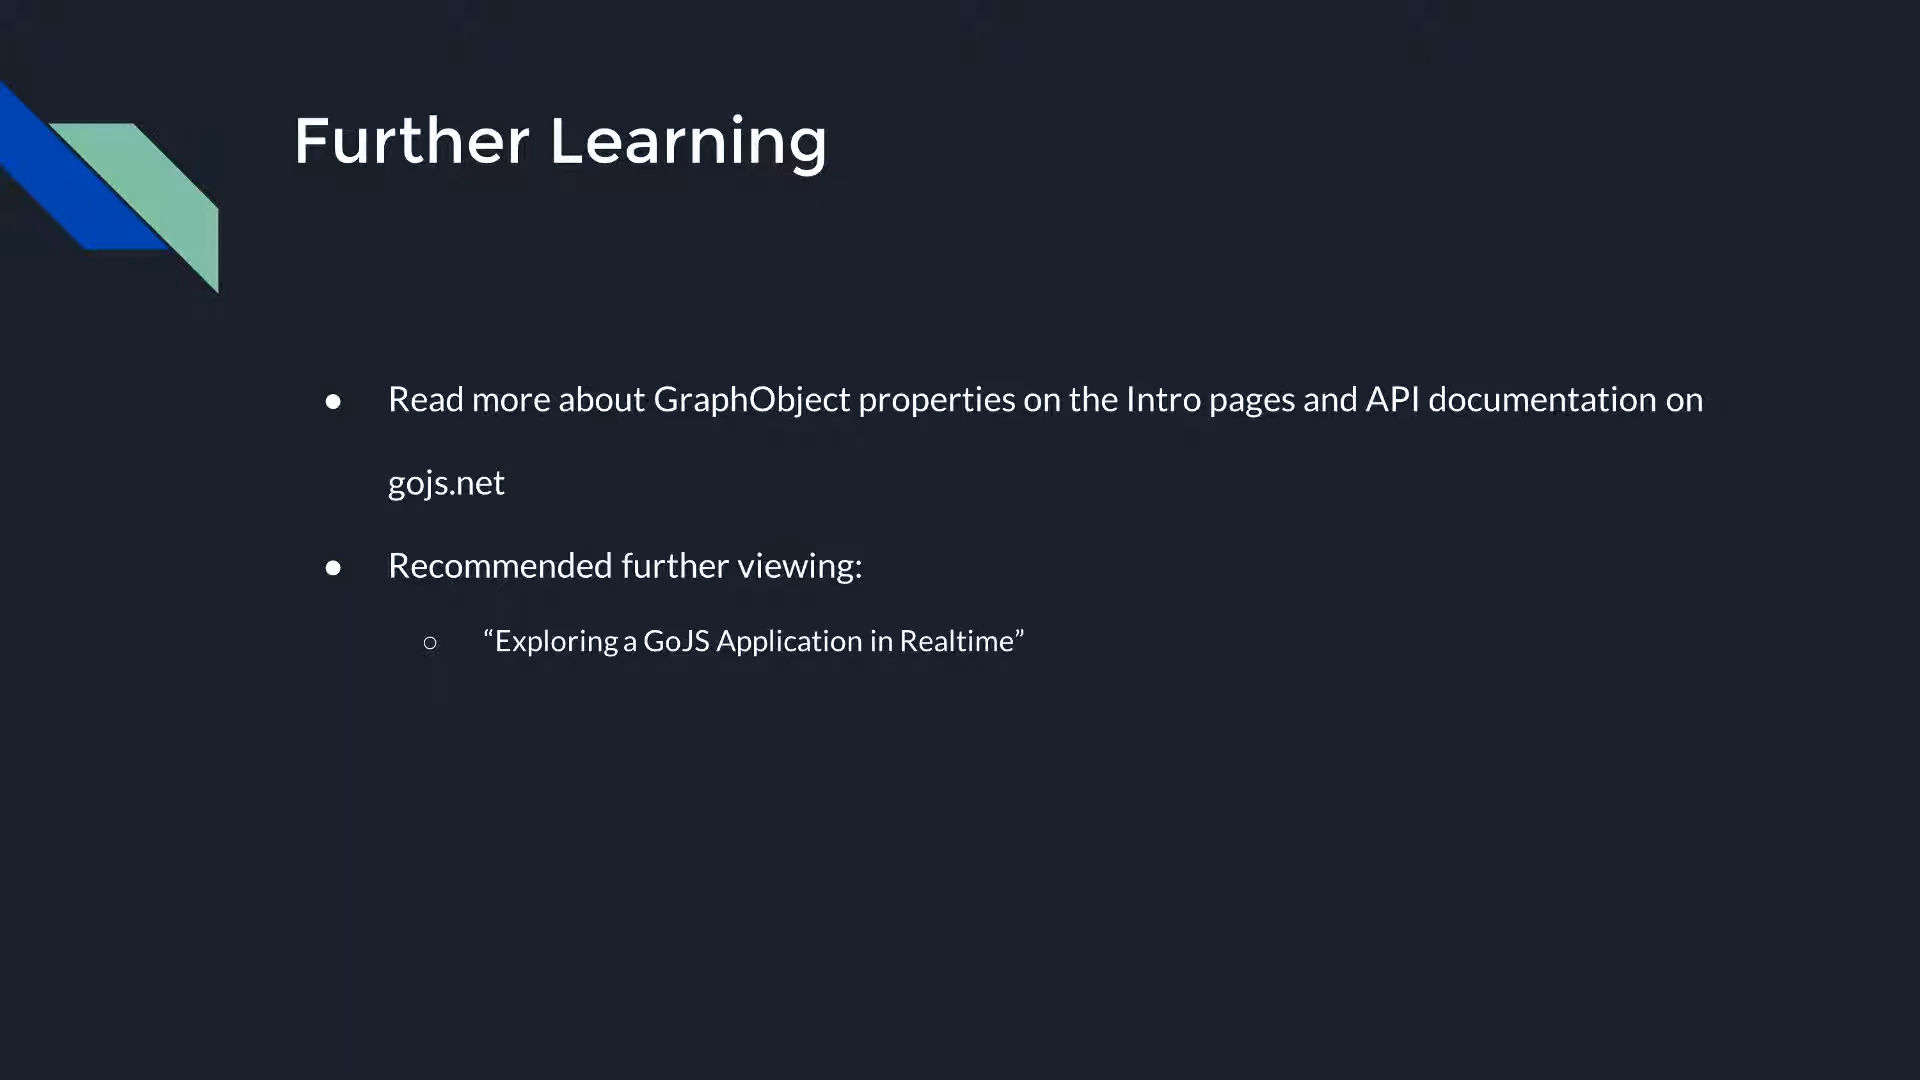 Further Learning
● Read more about GraphObject properties on the Intro pages and API documentation on
gojs.net
● Recommended further viewing:
○ “Exploring a GoJS Application in Realtime”